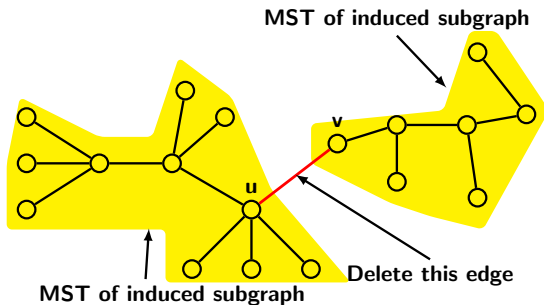 MST of induced subgraph
v
u
Delete this edge
MST of induced subgraph